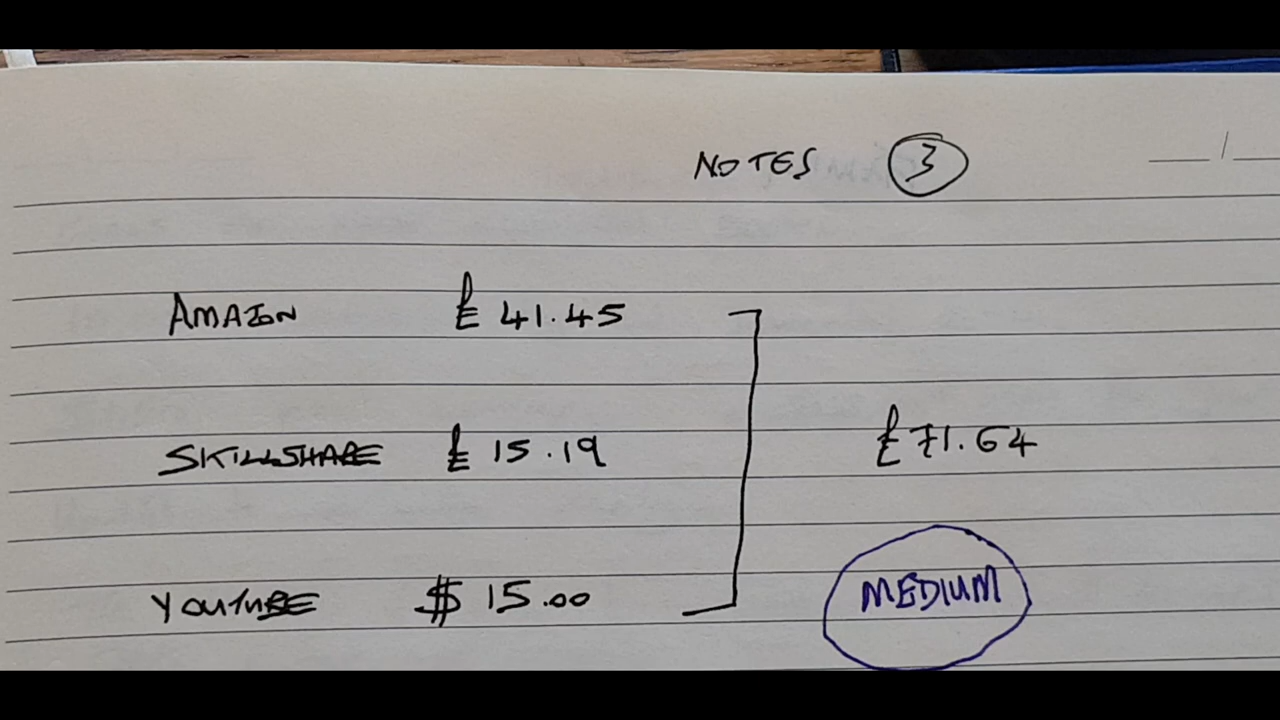 NOTES 3
AMAZON £ 41.45
SKILLSHARE £ 15.19
£71.64
YOUTUBE $ 15.00
MEDIUM